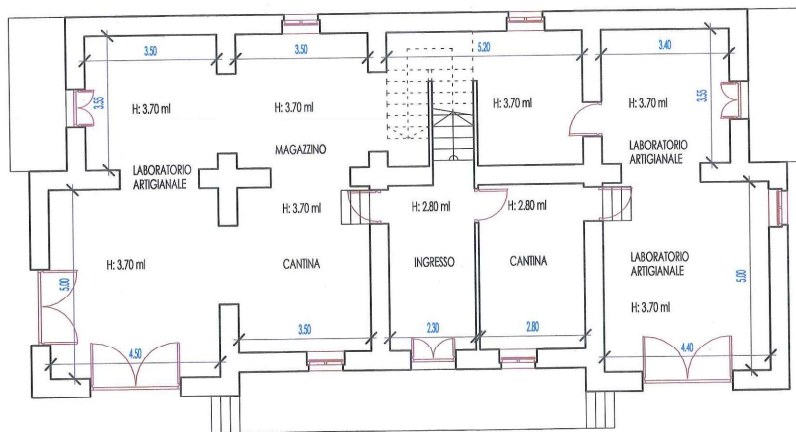 3.50
3.50
5.20
3.40
3.55
H: 3.70 ml
H: 3.70 ml
H: 3.70 ml
H: 3.70 ml
3.55
MAGAZZINO
LABORATORIO
ARTIGIANALE
LABORATORIO
ARTIGIANALE
H: 3.70 ml
H: 2.80 ml
H: 2.80 ml
5.00
H: 3.70 ml
CANTINA
INGRESSO
CANTINA
LABORATORIO
ARTIGIANALE
5.00
H: 3.70 ml
3.50
2.30
2.80
4.50
4.40